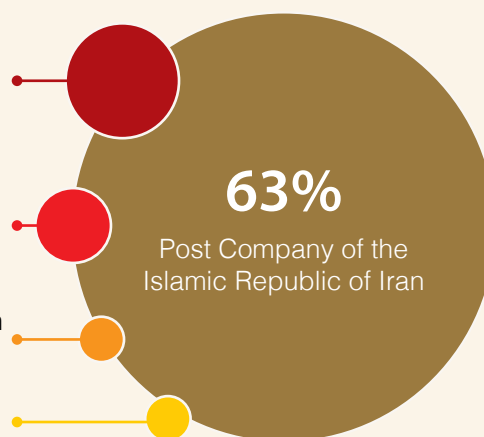 63%
Post Company of the
Islamic Republic of Iran